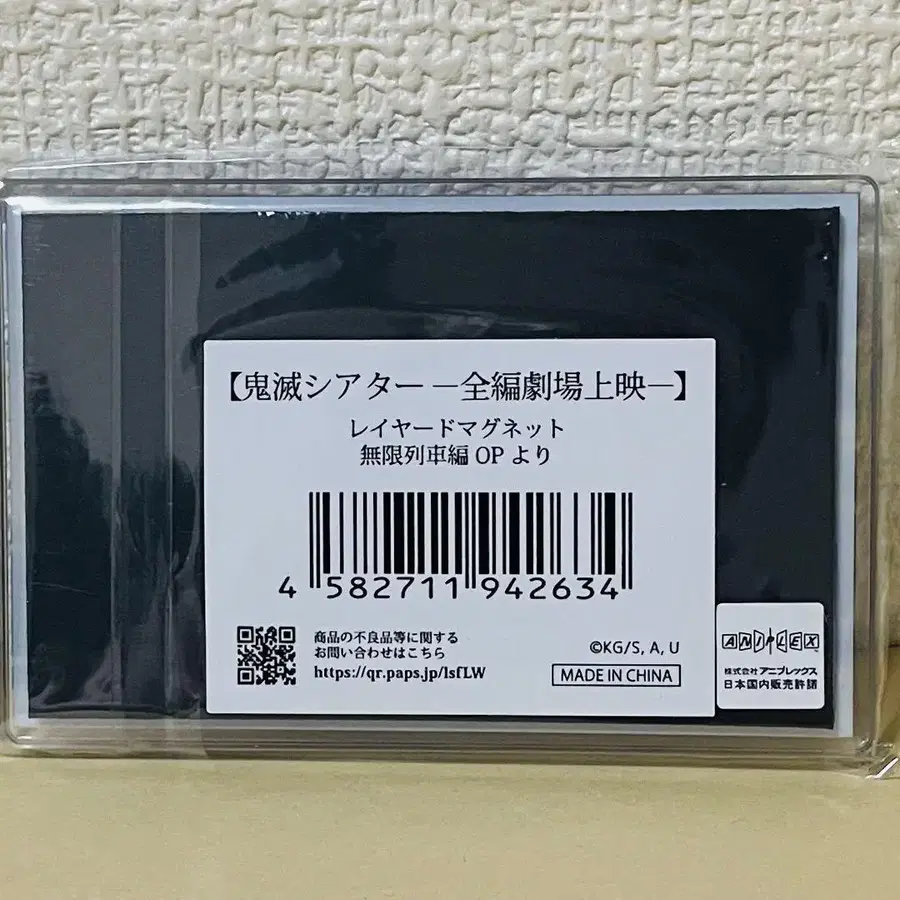 【鬼滅シアター ―全編劇場上映―】
レイヤードマグネット
無限列車編 OP より
4 582711 942634
商品の不良品等に関する
お問い合わせはこちら
https://qr.paps.jp/lsfLW
©KG/S, A, U
MADE IN CHINA
ANIPLEX
株式会社アニプレックス
日本国内販売許諾